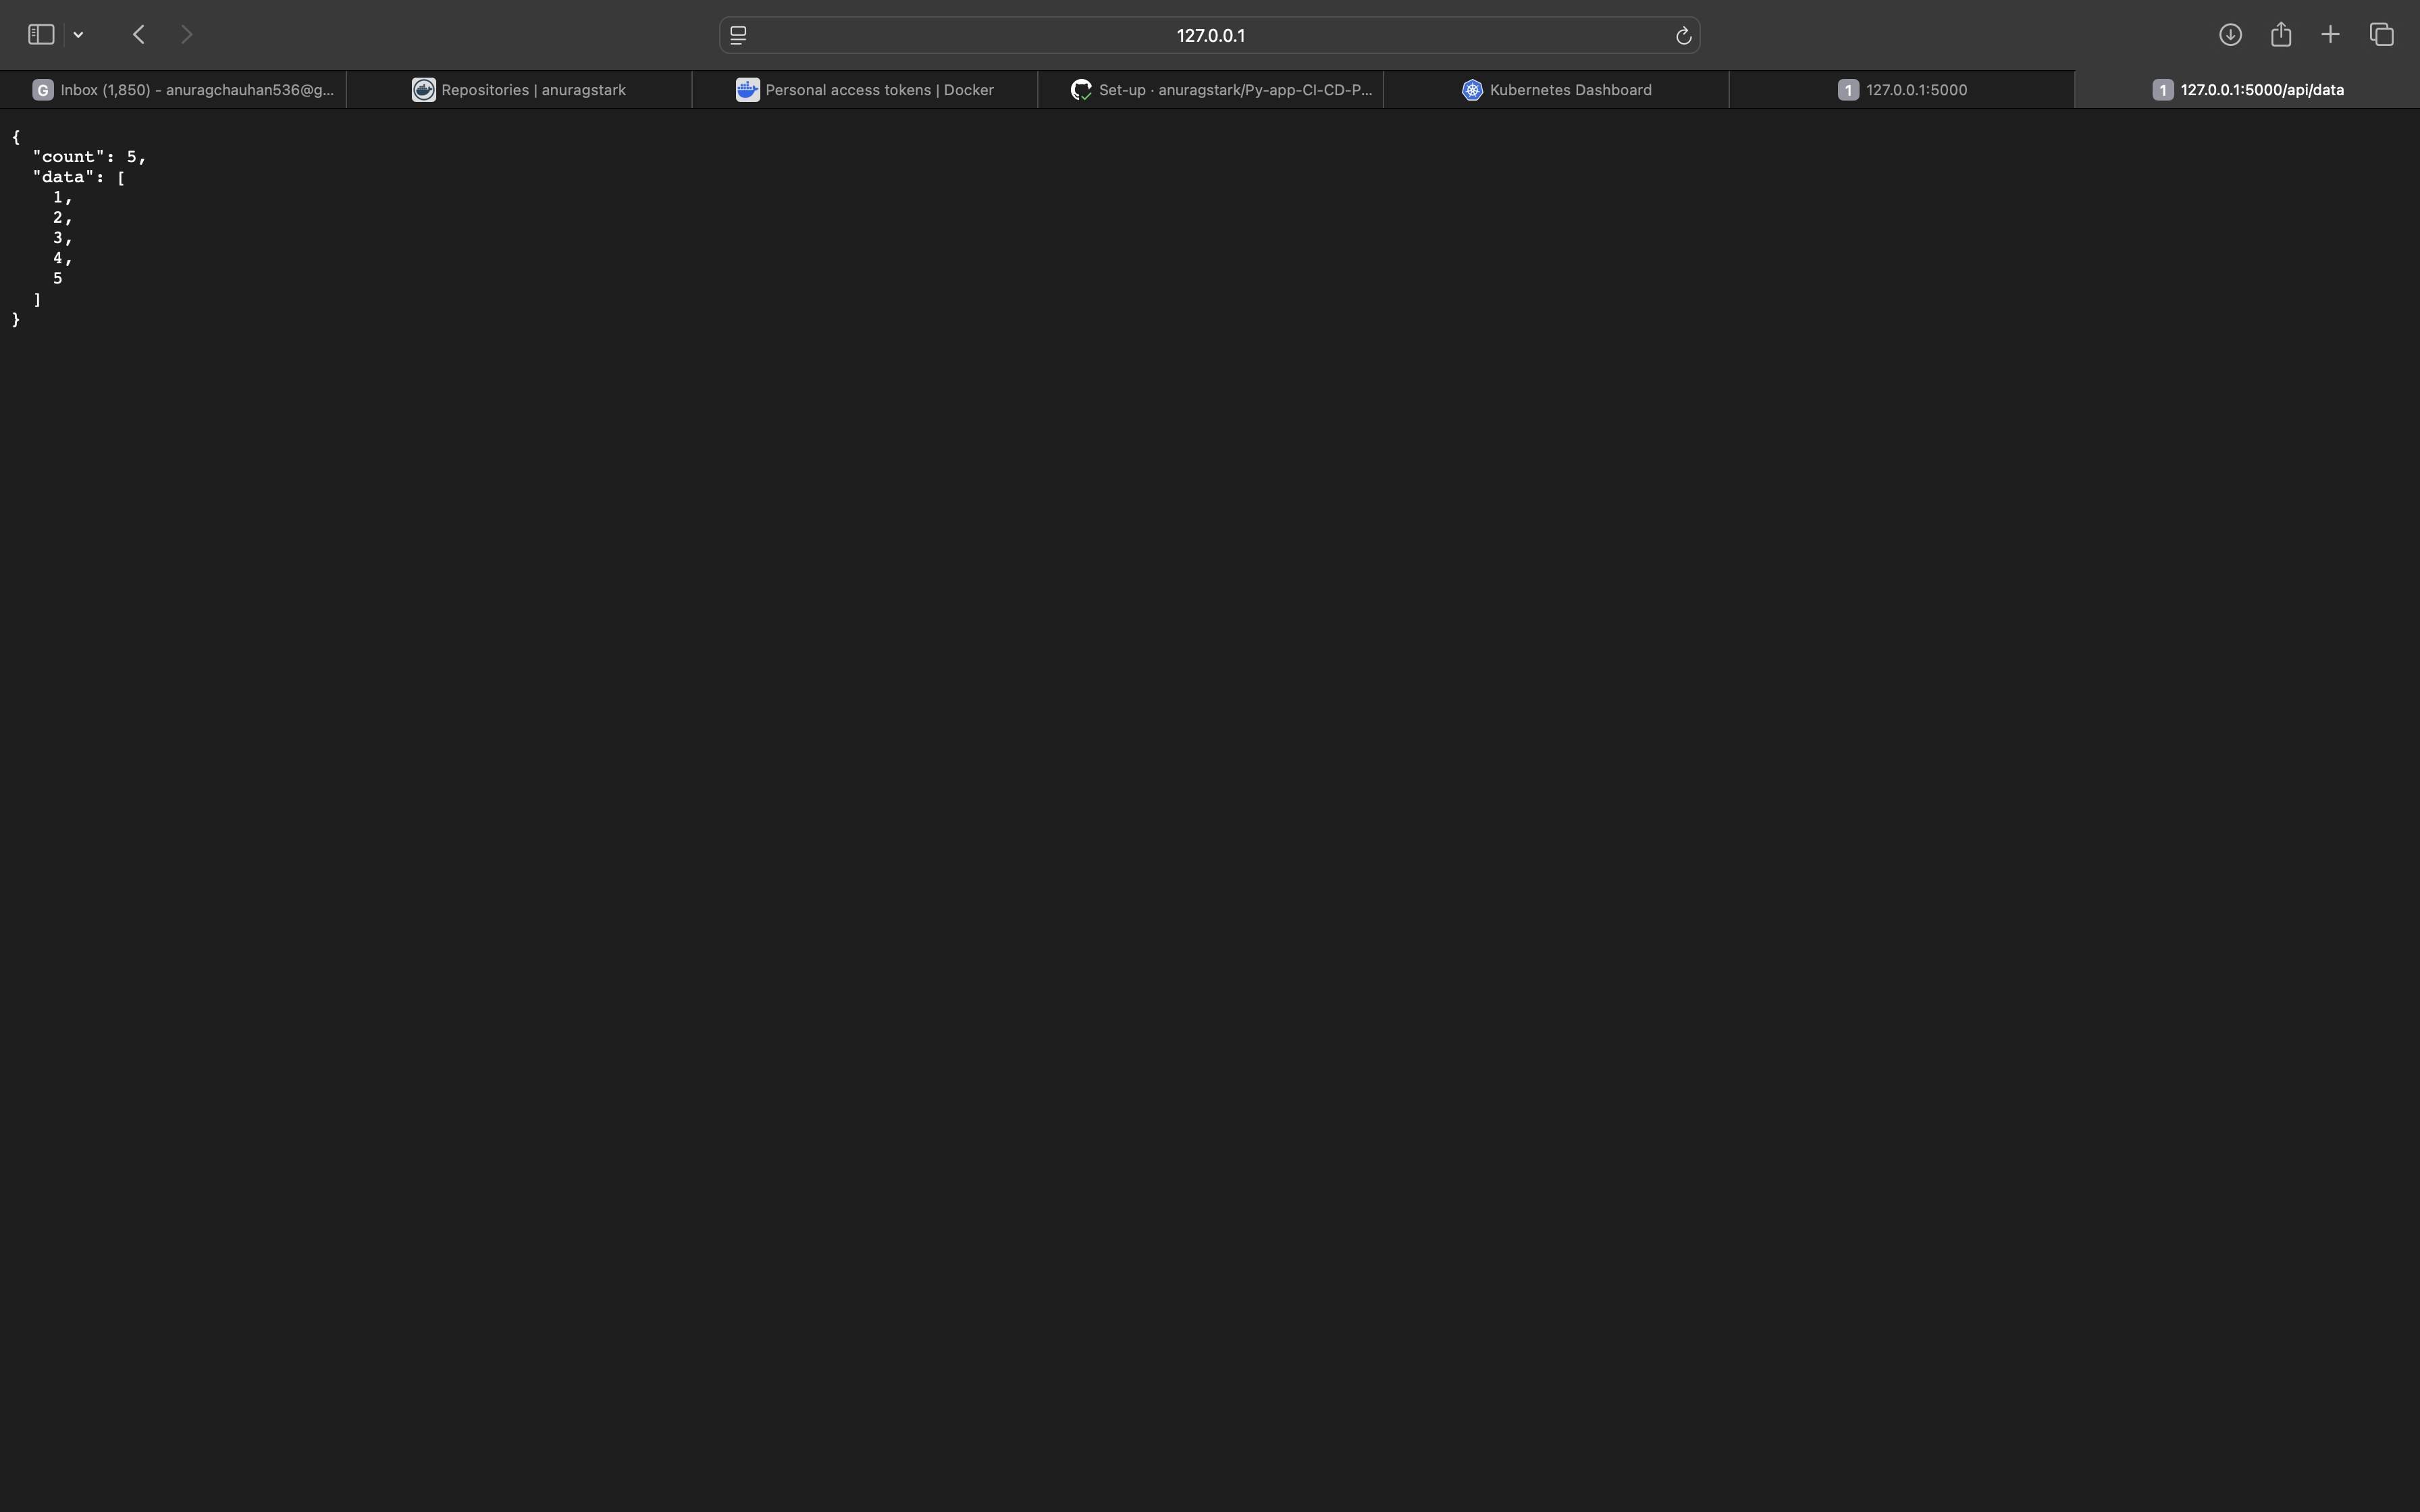 127.0.0.1
G Inbox (1,850) - anuragchauhan536@g...
Repositories | anuragstark
Personal access tokens | Docker
Set-up · anuragstark/Py-app-CI-CD-P...
Kubernetes Dashboard
1 127.0.0.1:5000
1 127.0.0.1:5000/api/data
{
  "count": 5,
  "data": [
    1,
    2,
    3,
    4,
    5
  ]
}